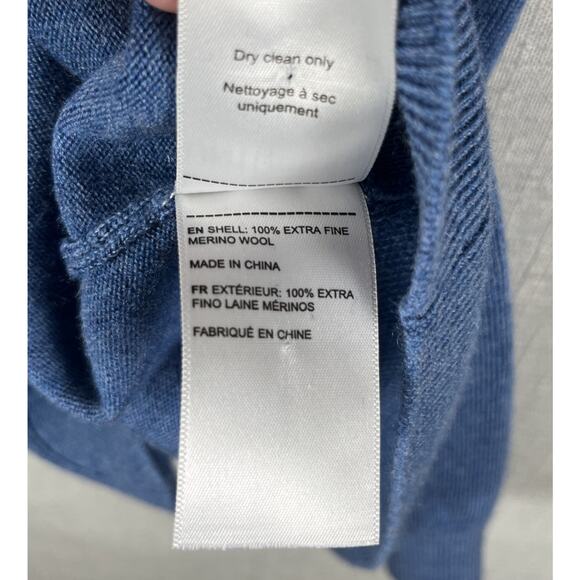 Dry clean only
Nettoyage à sec
uniquement
EN SHELL: 100% EXTRA FINE
MERINO WOOL
MADE IN CHINA
FR EXTÉRIEUR: 100% EXTRA
FINO LAINE MÉRINOS
FABRIQUÉ EN CHINE